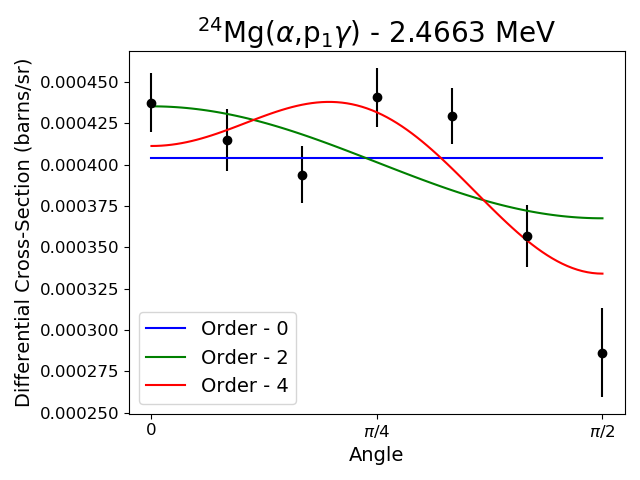 ²⁴Mg(α,p₁γ) - 2.4663 MeV
Differential Cross-Section (barns/sr)
0.000450
0.000425
0.000400
0.000375
0.000350
0.000325
0.000300
0.000275
0.000250
Order - 0
Order - 2
Order - 4
0
π/4
π/2
Angle